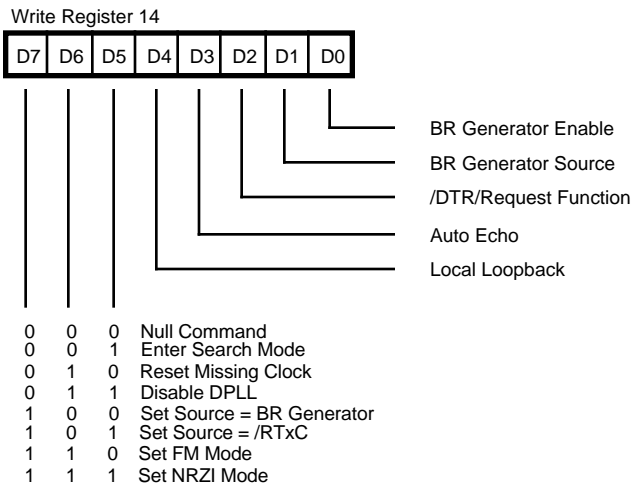 Write Register 14
D7 D6 D5 D4 D3 D2 D1 D0
BR Generator Enable
BR Generator Source
/DTR/Request Function
Auto Echo
Local Loopback
0 0 0 Null Command
0 0 1 Enter Search Mode
0 1 0 Reset Missing Clock
0 1 1 Disable DPLL
1 0 0 Set Source = BR Generator
1 0 1 Set Source = /RTxC
1 1 0 Set FM Mode
1 1 1 Set NRZI Mode